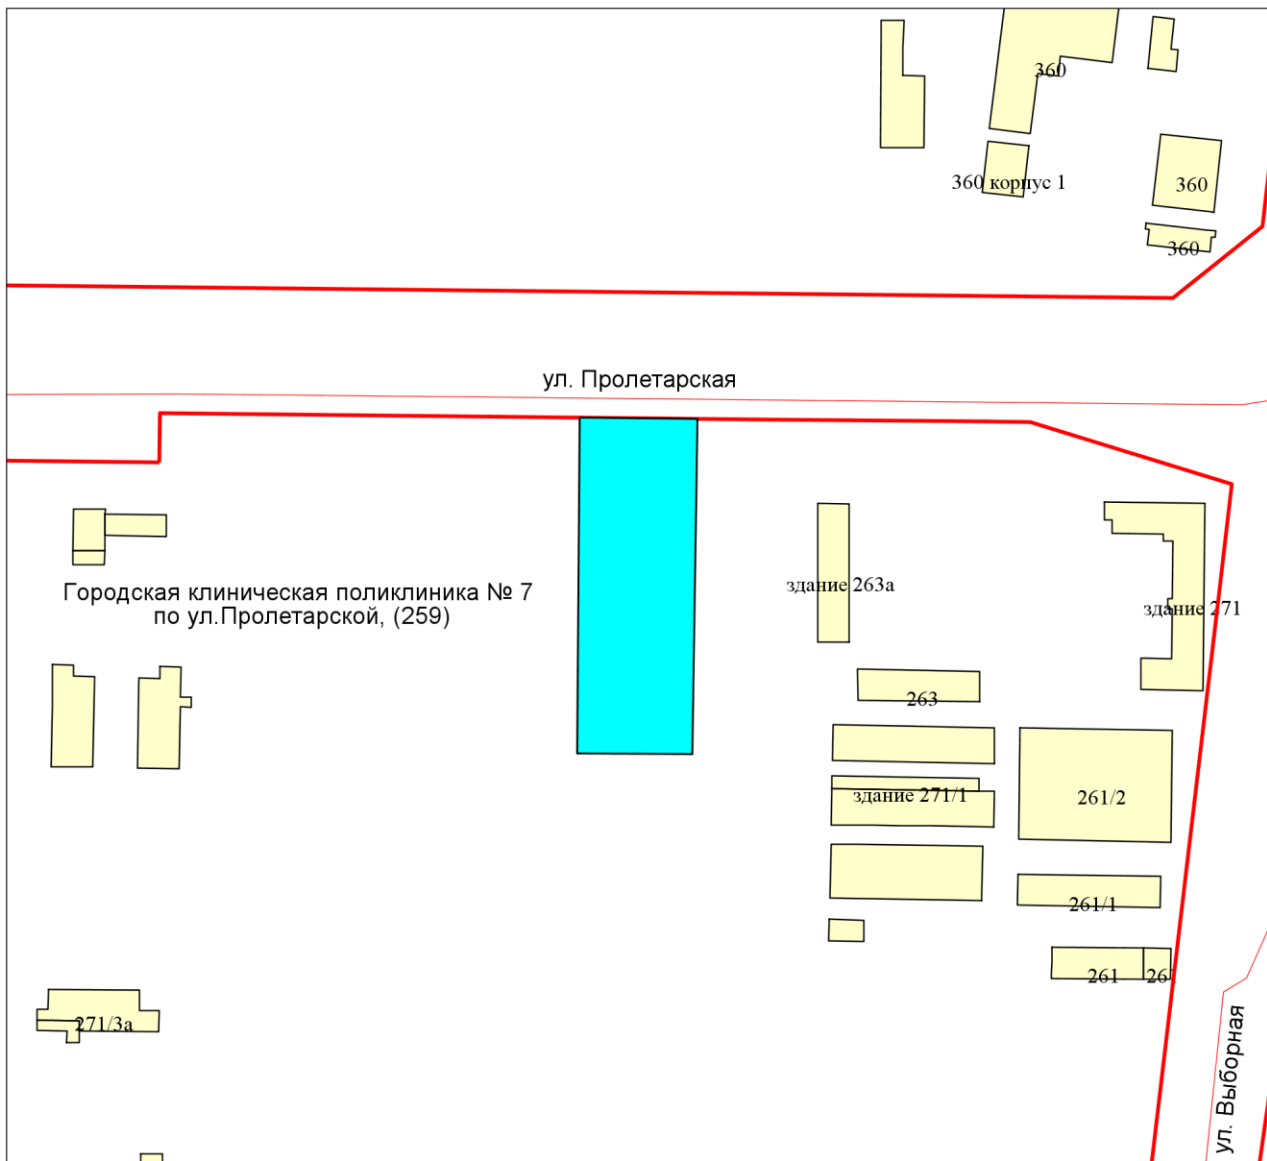 360
360 корпус 1
360
360
ул. Пролетарская
Городская клиническая поликлиника № 7
по ул.Пролетарской, (259)
здание 263а
здание 271
263
здание 271/1
261/2
261/1
261
26
271/3а
ул. Выборная